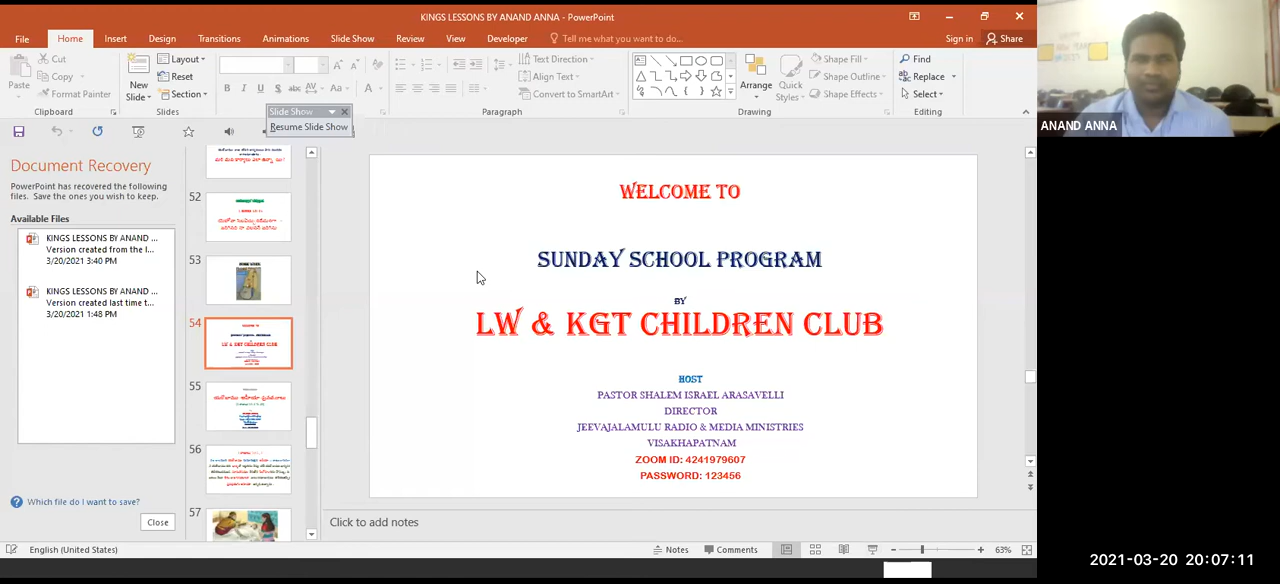 KINGS LESSONS BY ANAND ANNA - PowerPoint
File
Home
Insert
Design
Transitions
Animations
Slide Show
Review
View
Developer
Tell me what you want to do...
Sign in
Share
Paste
Cut
Copy
Format Painter
Clipboard
New
Slide
Layout
Reset
Section
Slides
Slide Show
Resume Slide Show
Text Direction
Align Text
Convert to SmartArt
Paragraph
Arrange
Quick
Styles
Shape Fill
Shape Outline
Shape Effects
Drawing
Find
Replace
Select
Editing
ANAND ANNA
Document Recovery
PowerPoint has recovered the following
files. Save the ones you wish to keep.
Available Files
KINGS LESSONS BY ANAND ...
Version created from the l...
3/20/2021 3:40 PM
KINGS LESSONS BY ANAND ...
Version created last time t...
3/20/2021 1:48 PM
Which file do I want to save?
Close
52
53
54
55
56
57
WELCOME TO
SUNDAY SCHOOL PROGRAM
BY
LW & KGT CHILDREN CLUB
HOST
PASTOR SHALEM ISRAEL ARASAVELLI
DIRECTOR
JEEVAJALAMULU RADIO & MEDIA MINISTRIES
VISAKHAPATNAM
ZOOM ID: 4241979607
PASSWORD: 123456
Click to add notes
English (United States)
Notes
Comments
63%
2021-03-20 20:07:11